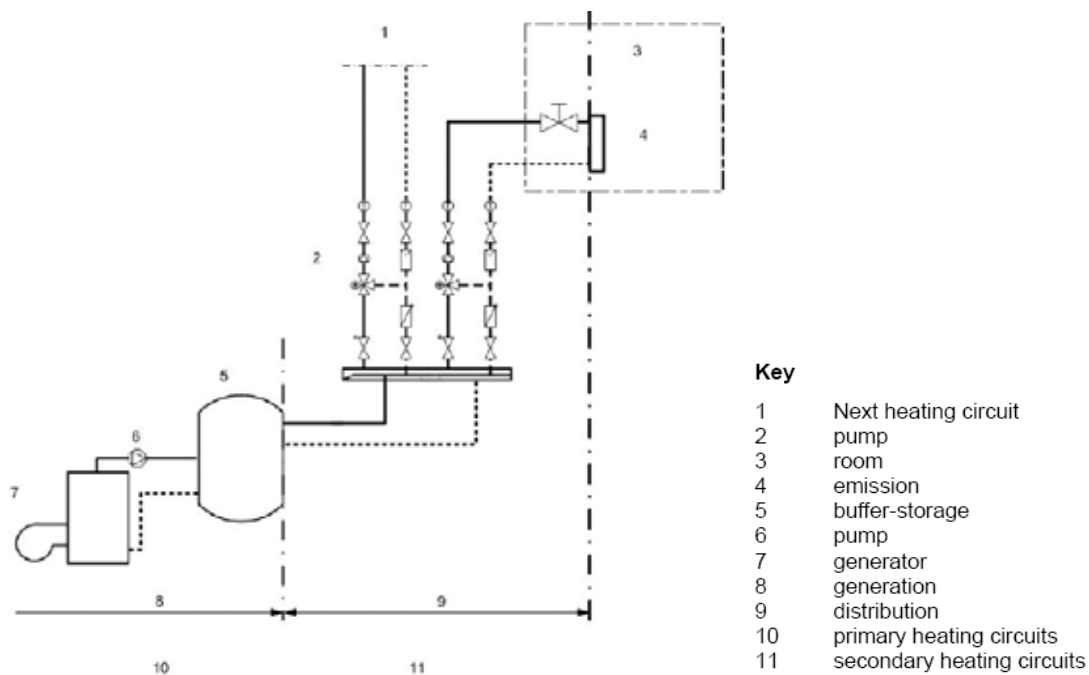 1
3
4
2
5
6
7
8
9
10
11
Key
1 Next heating circuit
2 pump
3 room
4 emission
5 buffer-storage
6 pump
7 generator
8 generation
9 distribution
10 primary heating circuits
11 secondary heating circuits